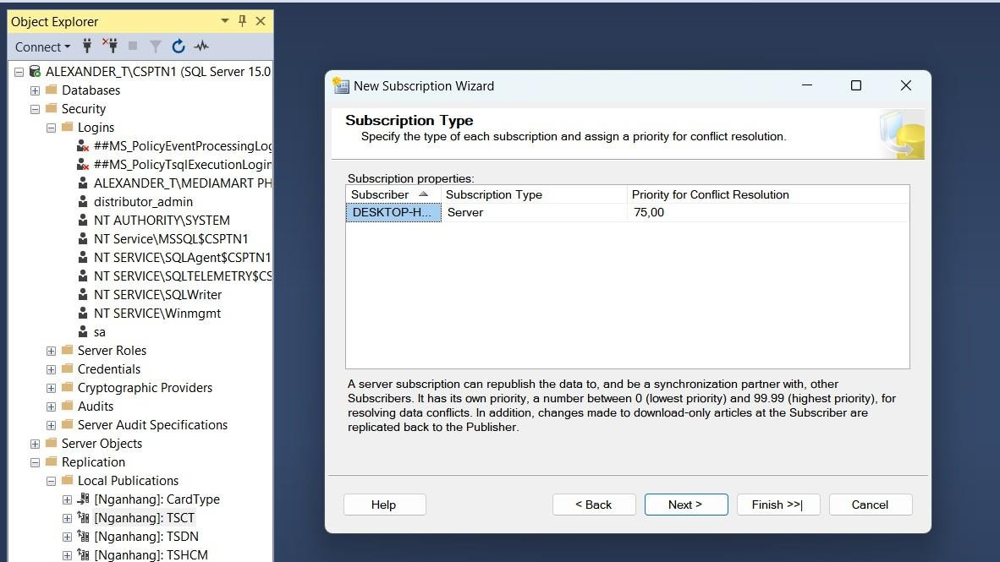 Object Explorer
Connect
ALEXANDER_T\CSPTN1 (SQL Server 15.0
Databases
Security
Logins
##MS_PolicyEventProcessingLog
##MS_PolicyTsqlExecutionLogin
ALEXANDER_T\MEDIAMART PH
distributor_admin
NT AUTHORITY\SYSTEM
NT Service\MSSQL$CSPTN1
NT SERVICE\SQLAgent$CSPTN1
NT SERVICE\SQLTELEMETRY$CS
NT SERVICE\SQLWriter
NT SERVICE\Winmgmt
sa
Server Roles
Credentials
Cryptographic Providers
Audits
Server Audit Specifications
Server Objects
Replication
Local Publications
[Nganhang]: CardType
[Nganhang]: TSCT
[Nganhang]: TSDN
[Nganhang]: TSHCM
New Subscription Wizard
Subscription Type
Specify the type of each subscription and assign a priority for conflict resolution.
Subscription properties:
Subscriber Subscription Type Priority for Conflict Resolution
DESKTOP-H... Server 75,00
A server subscription can republish the data to, and be a synchronization partner with, other
Subscribers. It has its own priority, a number between 0 (lowest priority) and 99.99 (highest priority), for
resolving data conflicts. In addition, changes made to download-only articles at the Subscriber are
replicated back to the Publisher.
Help < Back Next > Finish >>| Cancel